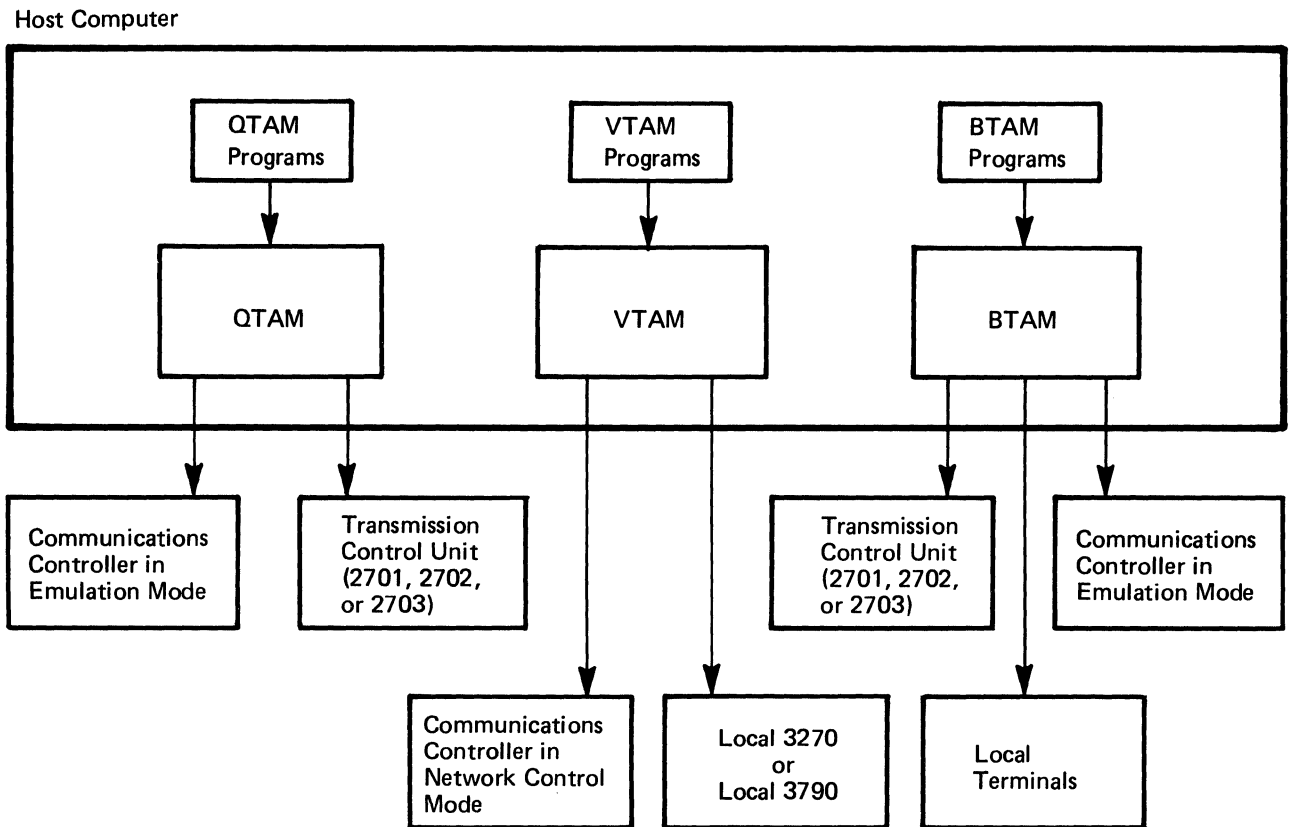 Host Computer
QTAM
Programs
VTAM
Programs
BTAM
Programs
QTAM
VTAM
BTAM
Communications
Controller in
Emulation Mode
Transmission
Control Unit
(2701, 2702,
or 2703)
Transmission
Control Unit
(2701, 2702,
or 2703)
Communications
Controller in
Emulation Mode
Communications
Controller in
Network Control
Mode
Local 3270
or
Local 3790
Local
Terminals